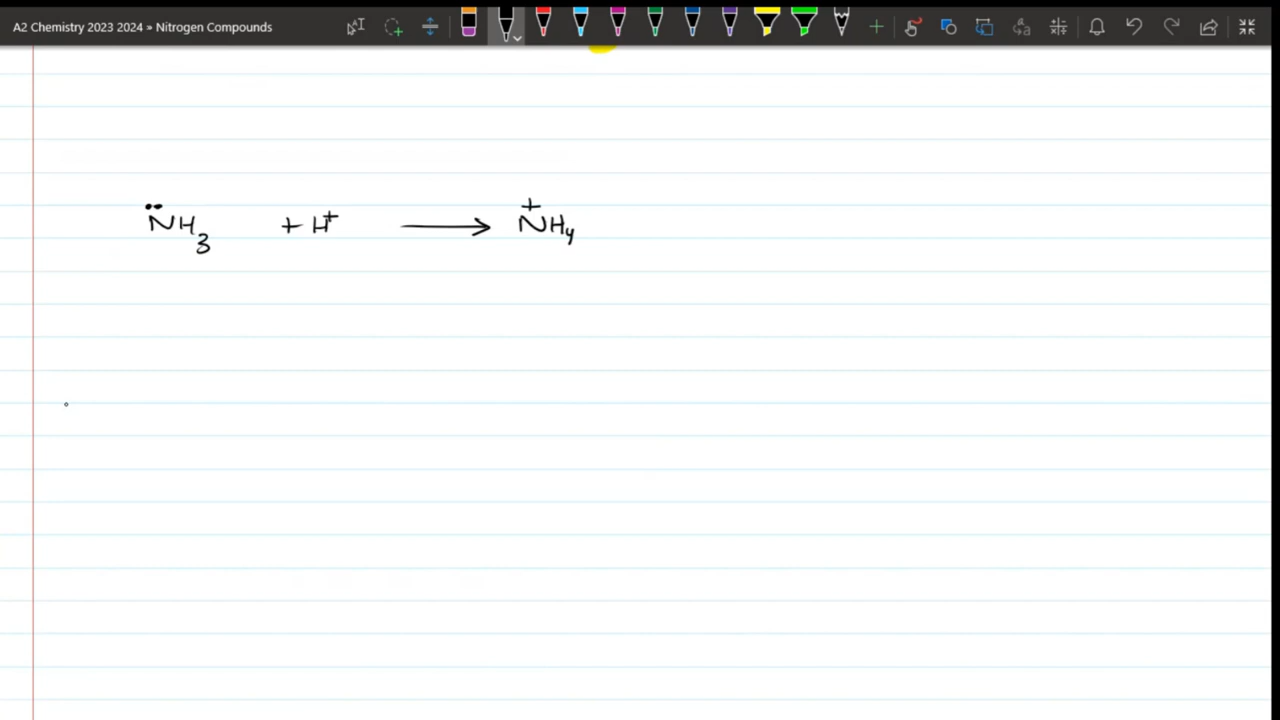 A2 Chemistry 2023 2024 » Nitrogen Compounds
N̈H₃ + H⁺ ⟶ N⁺H₄